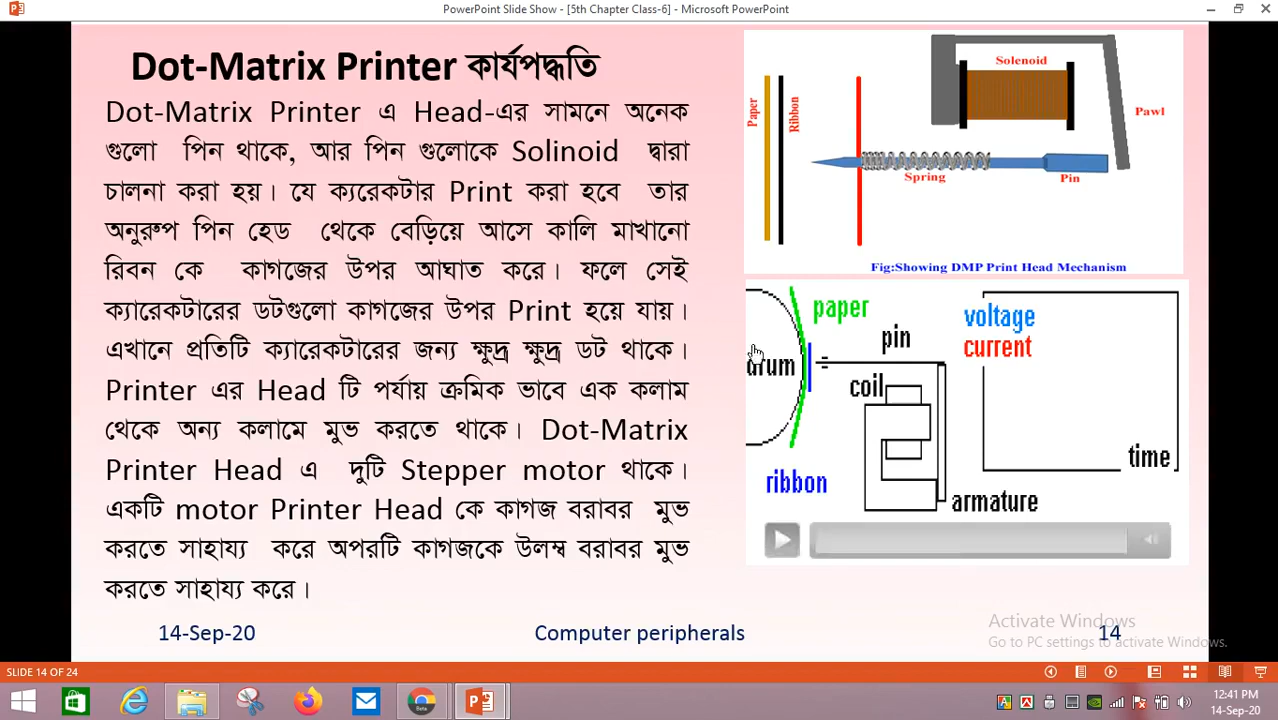 PowerPoint Slide Show - [5th Chapter Class-6] - Microsoft PowerPoint
Dot-Matrix Printer কার্যপদ্ধতি
Dot-Matrix Printer এ Head-এর সামনে অনেক
গুলো পিন থাকে, আর পিন গুলোকে Solinoid দ্বারা
চালনা করা হয়। যে ক্যরেকটার Print করা হবে তার
অনুরুপ পিন হেড থেকে বেড়িয়ে আসে কালি মাখানো
রিবন কে কাগজের উপর আঘাত করে। ফলে সেই
ক্যারেকটারের ডটগুলো কাগজের উপর Print হয়ে যায়।
এখানে প্রতিটি ক্যারেকটারের জন্য ক্ষুদ্র ক্ষুদ্র ডট থাকে।
Printer এর Head টি পর্যায় ক্রমিক ভাবে এক কলাম
থেকে অন্য কলামে মুভ করতে থাকে। Dot-Matrix
Printer Head এ দুটি Stepper motor থাকে।
একটি motor Printer Head কে কাগজ বরাবর মুভ
করতে সাহায্য করে অপরটি কাগজকে উলম্ব বরাবর মুভ
করতে সাহায্য করে।
Solenoid
Paper
Ribbon
Pawl
Spring
Pin
Fig:Showing DMP Print Head Mechanism
paper
voltage
pin
current
drum
coil
time
ribbon
armature
14-Sep-20
Computer peripherals
14
Activate Windows
Go to PC settings to activate Windows.
SLIDE 14 OF 24
12:41 PM
14-Sep-20